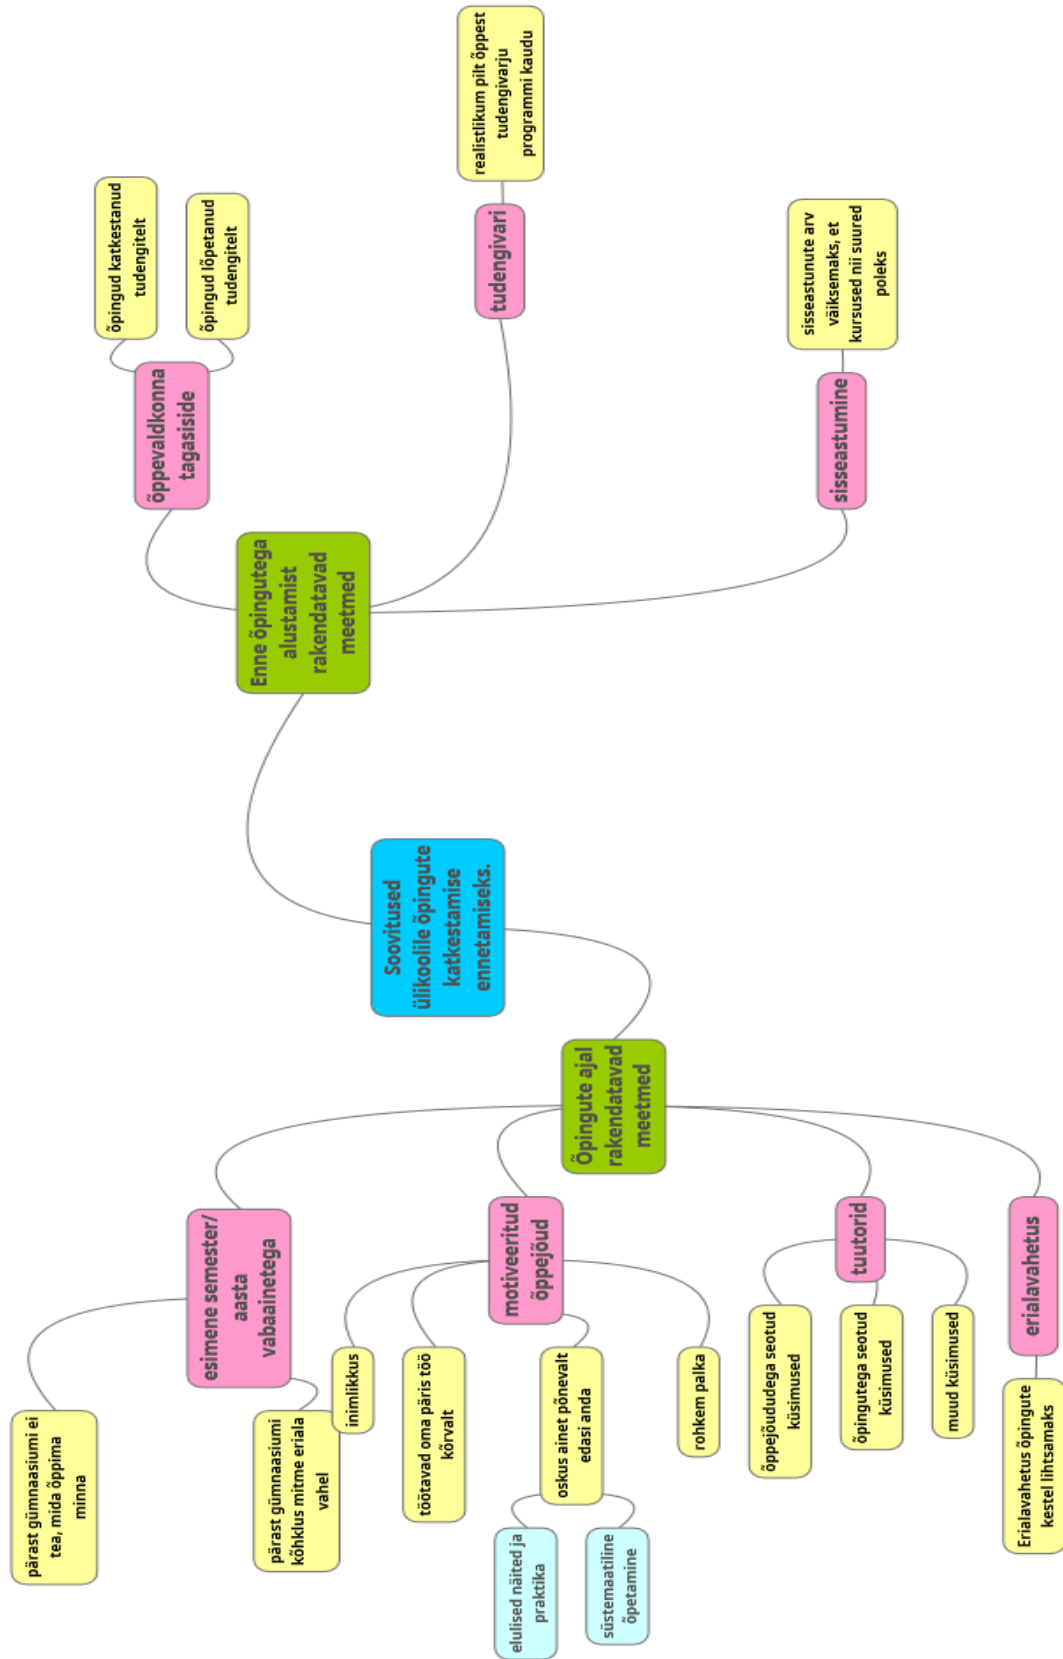 Soovitused
ülikoolile õpingute
katkestamise
ennetamiseks.
Enne õpingutega
alustamist
rakendatavad
meetmed
õppevaldkonna
tagasiside
õpingud katkestanud
tudengitelt
õpingud lõpetanud
tudengitelt
tudengivari
realistlikum pilt õppest
tudengivarju
programmi kaudu
sisseastumine
sisseastunute arv
väiksemaks, et
kursused nii suured
poleks
Õpingute ajal
rakendatavad
meetmed
esimene semester/
aasta
vabaainetega
pärast gümnaasiumi ei
tea, mida õppima
minna
pärast gümnaasiumi
kõhklus mitme eriala
vahel
motiveeritud
õppejõud
inimlikkus
töötavad oma päris töö
kõrvalt
oskus ainet põnevalt
edasi anda
elulised näited ja
praktika
süstemaatiline
õpetamine
rohkem palka
tuutorid
õppejõududega seotud
küsimused
õpingutega seotud
küsimused
muud küsimused
erialavahetus
Erialavahetus õpingute
kestel lihtsamaks